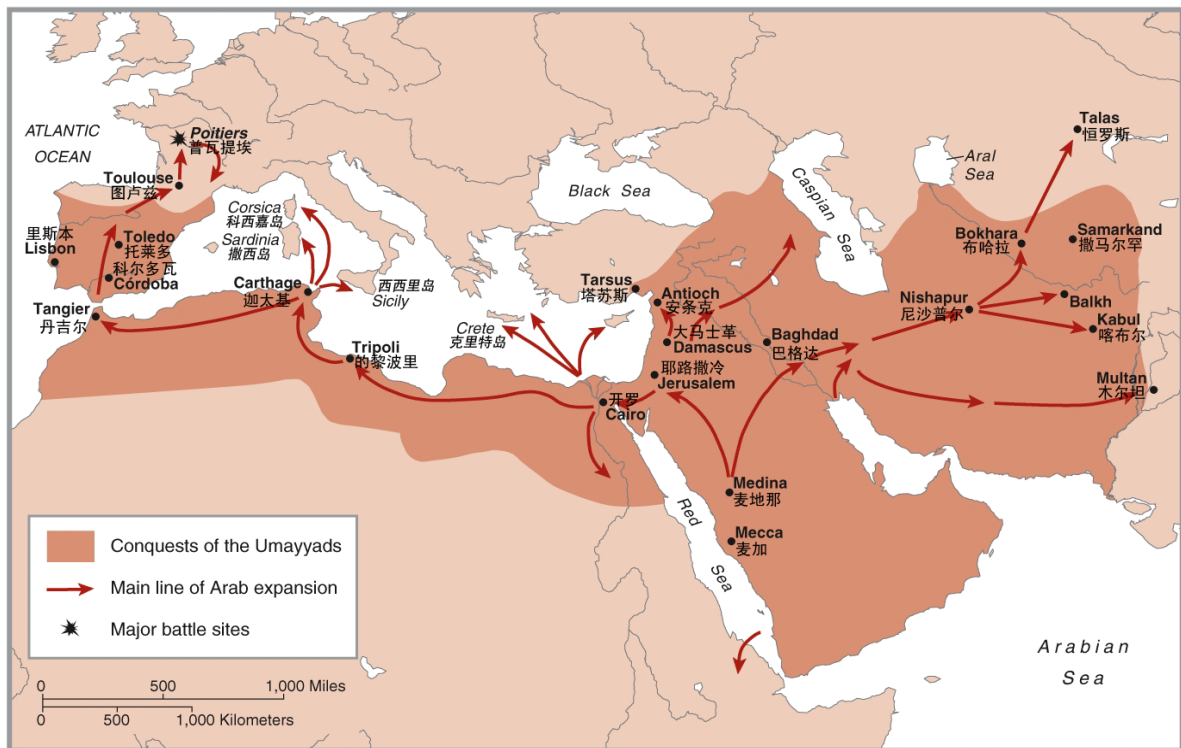 ATLANTIC
OCEAN
Poitiers
普瓦提埃
Toulouse
图卢兹
里斯本
Lisbon
Toledo
托莱多
科尔多瓦
Córdoba
Tangier
丹吉尔
Corsica
科西嘉岛
Sardinia
撒西岛
Carthage
迦太基
西西里岛
Sicily
Tripoli
的黎波里
Crete
克里特岛
Black Sea
Tarsus
塔苏斯
Antioch
安条克
大马士革
Damascus
耶路撒冷
Jerusalem
开罗
Cairo
Baghdad
巴格达
Caspian
Sea
Aral
Sea
Talas
恒罗斯
Bokhara
布哈拉
Samarkand
撒马尔罕
Nishapur
尼沙普尔
Balkh
Kabul
喀布尔
Multan
木尔坦
Medina
麦地那
Mecca
麦加
Red
Sea
Arabian
Sea
Conquests of the Umayyads
Main line of Arab expansion
Major battle sites
0 500 1,000 Miles
0 500 1,000 Kilometers